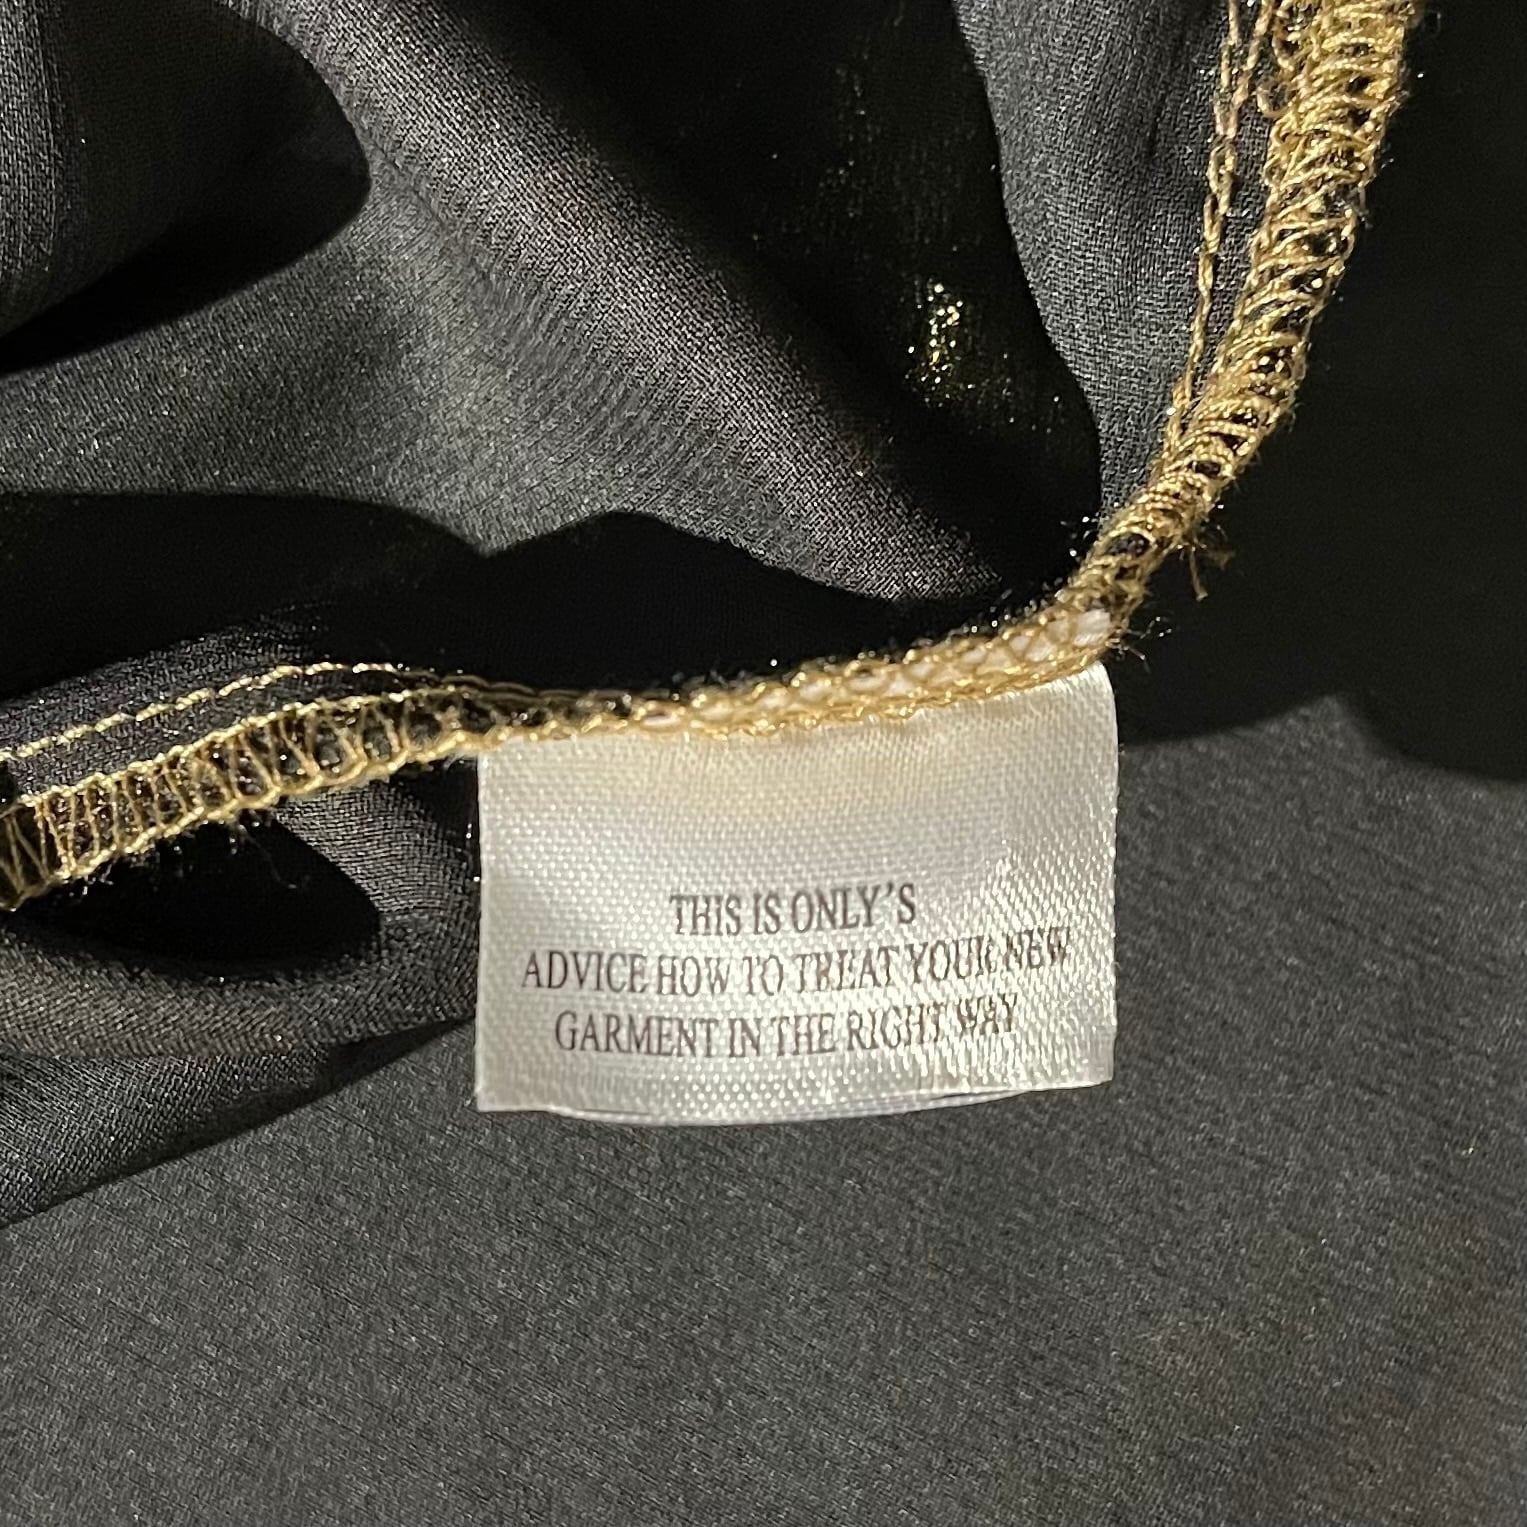 THIS IS ONLY'S
ADVICE HOW TO TREAT YOUR NEW
GARMENT IN THE RIGHT WAY